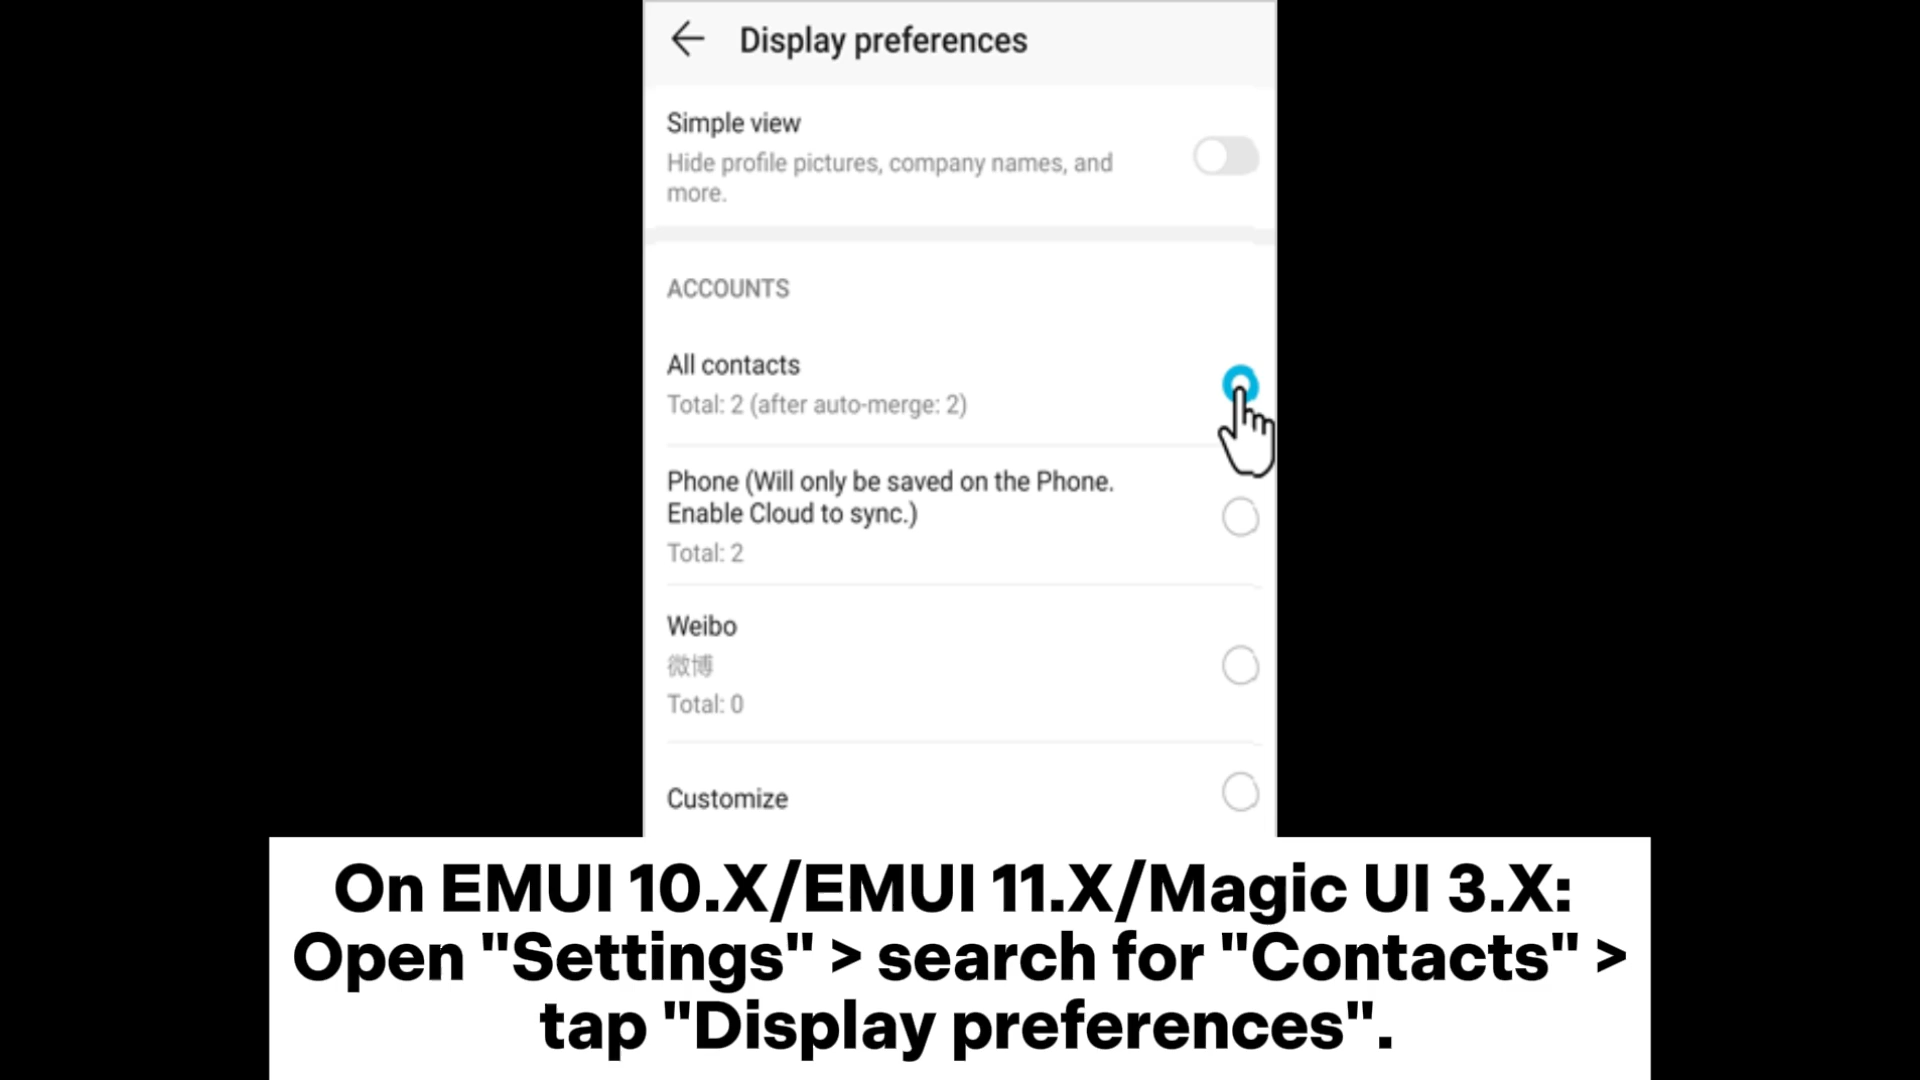 Display preferences
Simple view
Hide profile pictures, company names, and
more.
ACCOUNTS
All contacts
Total: 2 (after auto-merge: 2)
Phone (Will only be saved on the Phone.
Enable Cloud to sync.)
Total: 2
Weibo
微博
Total: 0
Customize
On EMUI 10.X/EMUI 11.X/Magic UI 3.X:
Open "Settings" > search for "Contacts" >
tap "Display preferences".